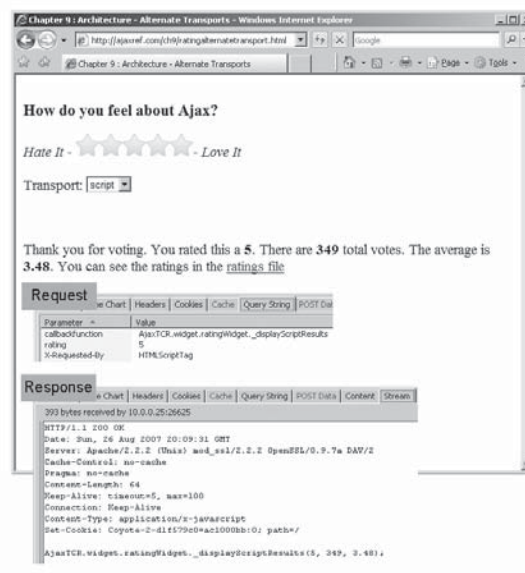 Chapter 9 : Architecture - Alternate Transports - Windows Internet Explorer
http://ajaxref.com/ch9/ratingalternatetransport.html
Google
Chapter 9 : Architecture - Alternate Transports
Page
Tools
How do you feel about Ajax?
Hate It -
- Love It
Transport: script
Thank you for voting. You rated this a 5. There are 349 total votes. The average is
3.48. You can see the ratings in the ratings file
Request
Chart Headers Cookies Cache Query String POST Dat
Parameter Value
callbackfunction AjaxTCR.widget.ratingWidget._displayScriptResults
rating 5
X-Requested-By HTMLScriptTag
Response
Chart Headers Cookies Cache Query String POST Data Content Stream
393 bytes received by 10.0.0.25:26625
HTTP/1.1 200 OK
Date: Sun, 26 Aug 2007 20:09:31 GMT
Server: Apache/2.2.2 (Unix) mod_ssl/2.2.2 OpenSSL/0.9.7a DAV/2
Cache-Control: no-cache
Pragma: no-cache
Content-Length: 64
Keep-Alive: timeout=5, max=100
Connection: Keep-Alive
Content-Type: application/x-javascript
Set-Cookie: path=/
AjaxTCR.widget.ratingWidget._displayScriptResults(5, 349, 3.48);